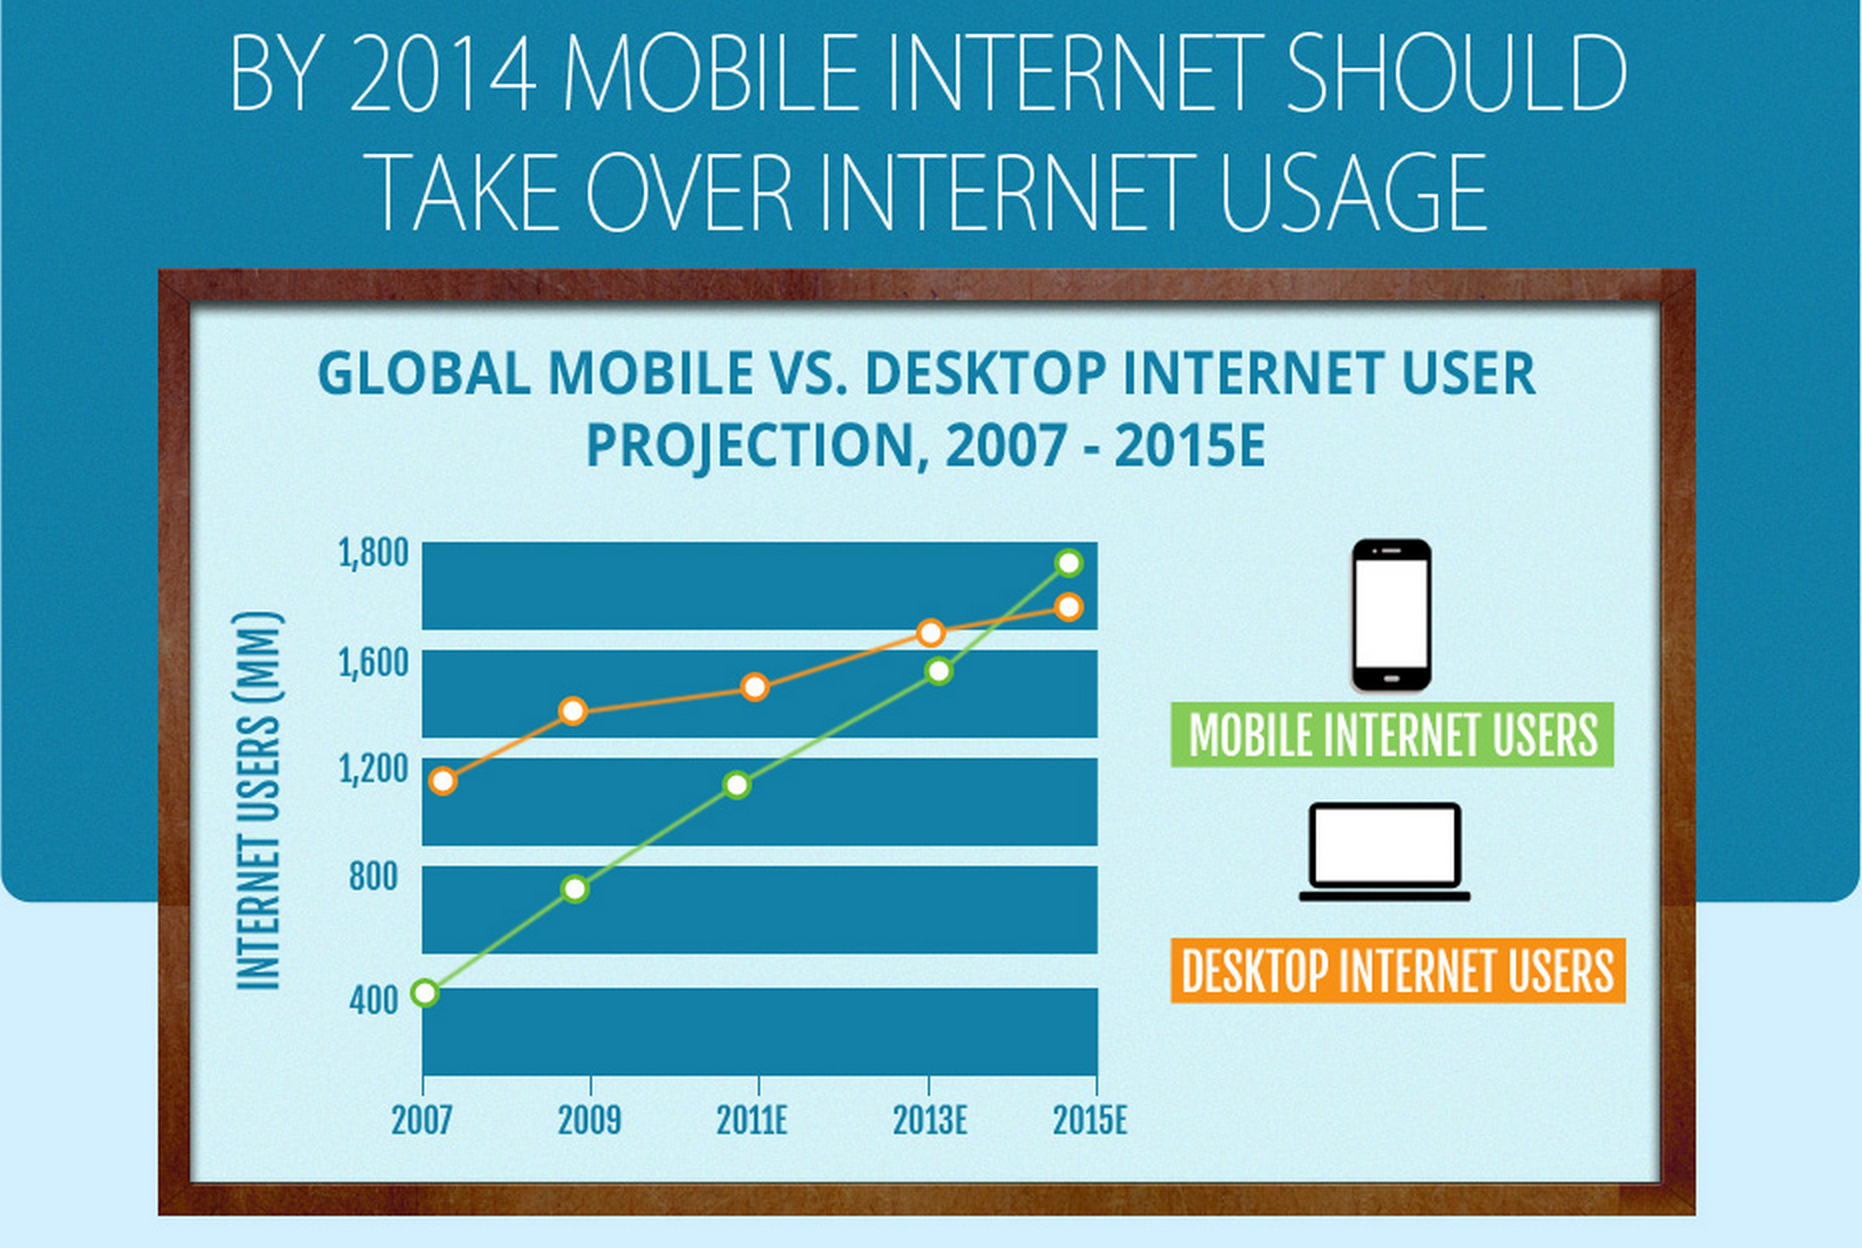 BY 2014 MOBILE INTERNET SHOULD
TAKE OVER INTERNET USAGE
GLOBAL MOBILE VS. DESKTOP INTERNET USER
PROJECTION, 2007 - 2015E
INTERNET USERS (MM)
1,800
1,600
1,200
800
400
2007
2009
2011E
2013E
2015E
MOBILE INTERNET USERS
DESKTOP INTERNET USERS